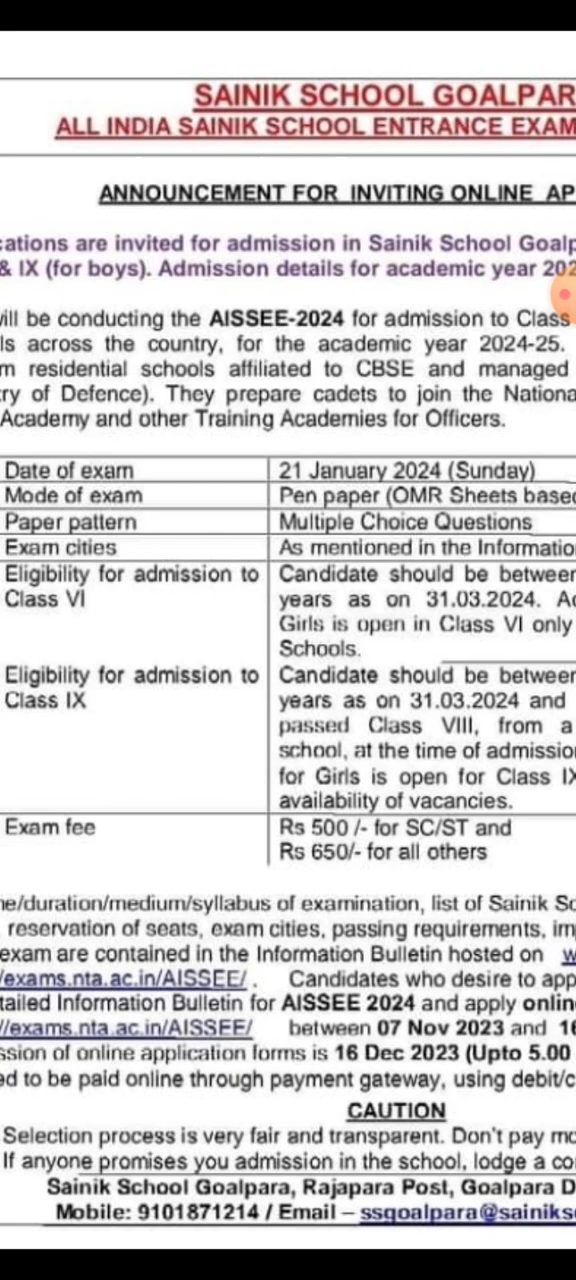 SAINIK SCHOOL GOALPAR
ALL INDIA SAINIK SCHOOL ENTRANCE EXAM
ANNOUNCEMENT FOR INVITING ONLINE AP
cations are invited for admission in Sainik School Goalp
& IX (for boys). Admission details for academic year 202
will be conducting the AISSEE-2024 for admission to Class
ls across the country, for the academic year 2024-25.
m residential schools affiliated to CBSE and managed
ry of Defence). They prepare cadets to join the Nationa
Academy and other Training Academies for Officers.
Date of exam 21 January 2024 (Sunday)
Mode of exam Pen paper (OMR Sheets based
Paper pattern Multiple Choice Questions
Exam cities As mentioned in the Informatio
Eligibility for admission to Candidate should be between
Class VI years as on 31.03.2024. Ad
Girls is open in Class VI only
Schools.
Eligibility for admission to Candidate should be between
Class IX years as on 31.03.2024 and
passed Class VIII, from a
school, at the time of admission
for Girls is open for Class IX
availability of vacancies.
Exam fee Rs 500 /- for SC/ST and
Rs 650/- for all others
ne/duration/medium/syllabus of examination, list of Sainik Sc
, reservation of seats, exam cities, passing requirements, im
exam are contained in the Information Bulletin hosted on w
/exams.nta.ac.in/AISSEE/ . Candidates who desire to app
tailed Information Bulletin for AISSEE 2024 and apply online
//exams.nta.ac.in/AISSEE/ between 07 Nov 2023 and 16
ssion of online application forms is 16 Dec 2023 (Upto 5.00
ed to be paid online through payment gateway, using debit/c
CAUTION
Selection process is very fair and transparent. Don't pay mo
If anyone promises you admission in the school, lodge a co
Sainik School Goalpara, Rajapara Post, Goalpara D
Mobile: 9101871214 / Email – ssgoalpara@sainiksc